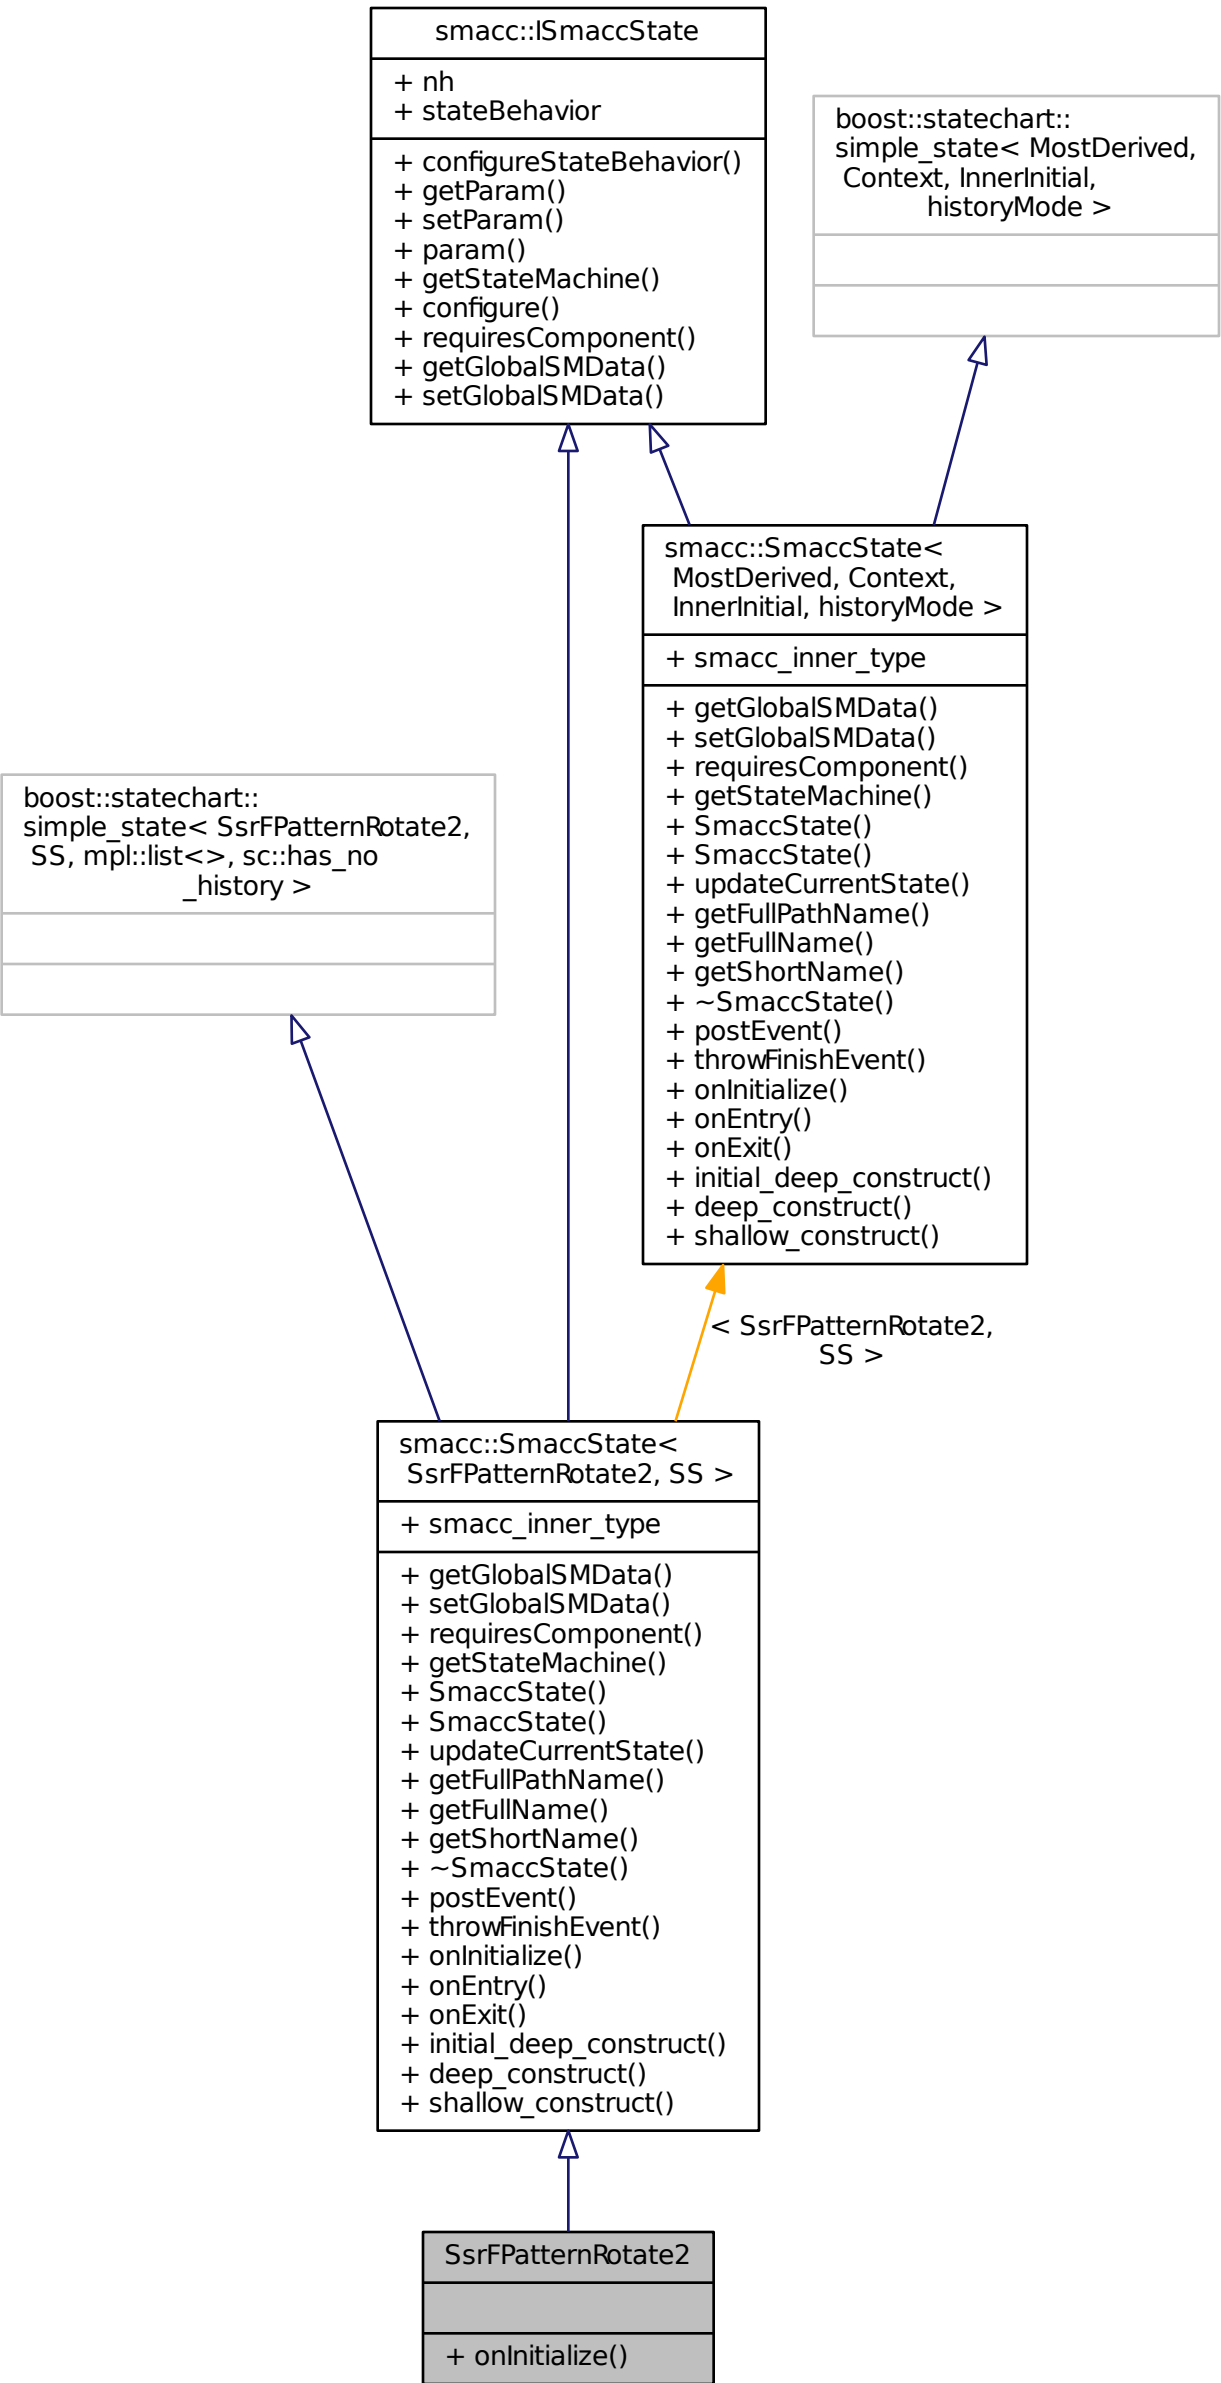 smacc::ISmaccState
+ nh
+ stateBehavior
+ configureStateBehavior()
+ getParam()
+ setParam()
+ param()
+ getStateMachine()
+ configure()
+ requiresComponent()
+ getGlobalSMData()
+ setGlobalSMData()
boost::statechart::
simple_state< MostDerived,
Context, InnerInitial,
historyMode >
smacc::SmaccState<
MostDerived, Context,
InnerInitial, historyMode >
+ smacc_inner_type
+ getGlobalSMData()
+ setGlobalSMData()
+ requiresComponent()
+ getStateMachine()
+ SmaccState()
+ SmaccState()
+ updateCurrentState()
+ getFullPathName()
+ getFullName()
+ getShortName()
+ ~SmaccState()
+ postEvent()
+ throwFinishEvent()
+ onInitialize()
+ onEntry()
+ onExit()
+ initial_deep_construct()
+ deep_construct()
+ shallow_construct()
boost::statechart::
simple_state< SsrFPatternRotate2,
SS, mpl::list<>, sc::has_no
_history >
< SsrFPatternRotate2,
SS >
smacc::SmaccState<
SsrFPatternRotate2, SS >
+ smacc_inner_type
+ getGlobalSMData()
+ setGlobalSMData()
+ requiresComponent()
+ getStateMachine()
+ SmaccState()
+ SmaccState()
+ updateCurrentState()
+ getFullPathName()
+ getFullName()
+ getShortName()
+ ~SmaccState()
+ postEvent()
+ throwFinishEvent()
+ onInitialize()
+ onEntry()
+ onExit()
+ initial_deep_construct()
+ deep_construct()
+ shallow_construct()
SsrFPatternRotate2
+ onInitialize()